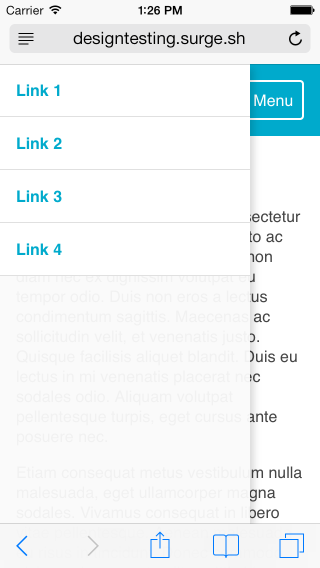 Carrier 1:26 PM
designtesting.surge.sh
Link 1
Menu
Link 2
Link 3
Link 4
sectetur
to ac
non
diam nec ex dignissim volutpat eu
tempor odio. Duis non eros a lectus
condimentum sagittis. Maecenas ac
sollicitudin velit, et venenatis justo.
Quisque facilisis aliquet blandit. Duis eu
lectus in mi venenatis placerat nec
sodales odio. Aliquam volutpat
pellentesque turpis, eget cursus ante
posuere nec.
Etiam consequat metus vestibulum nulla
malesuada, eget ullamcorper magna
sodales. Vivamus consequat in libero